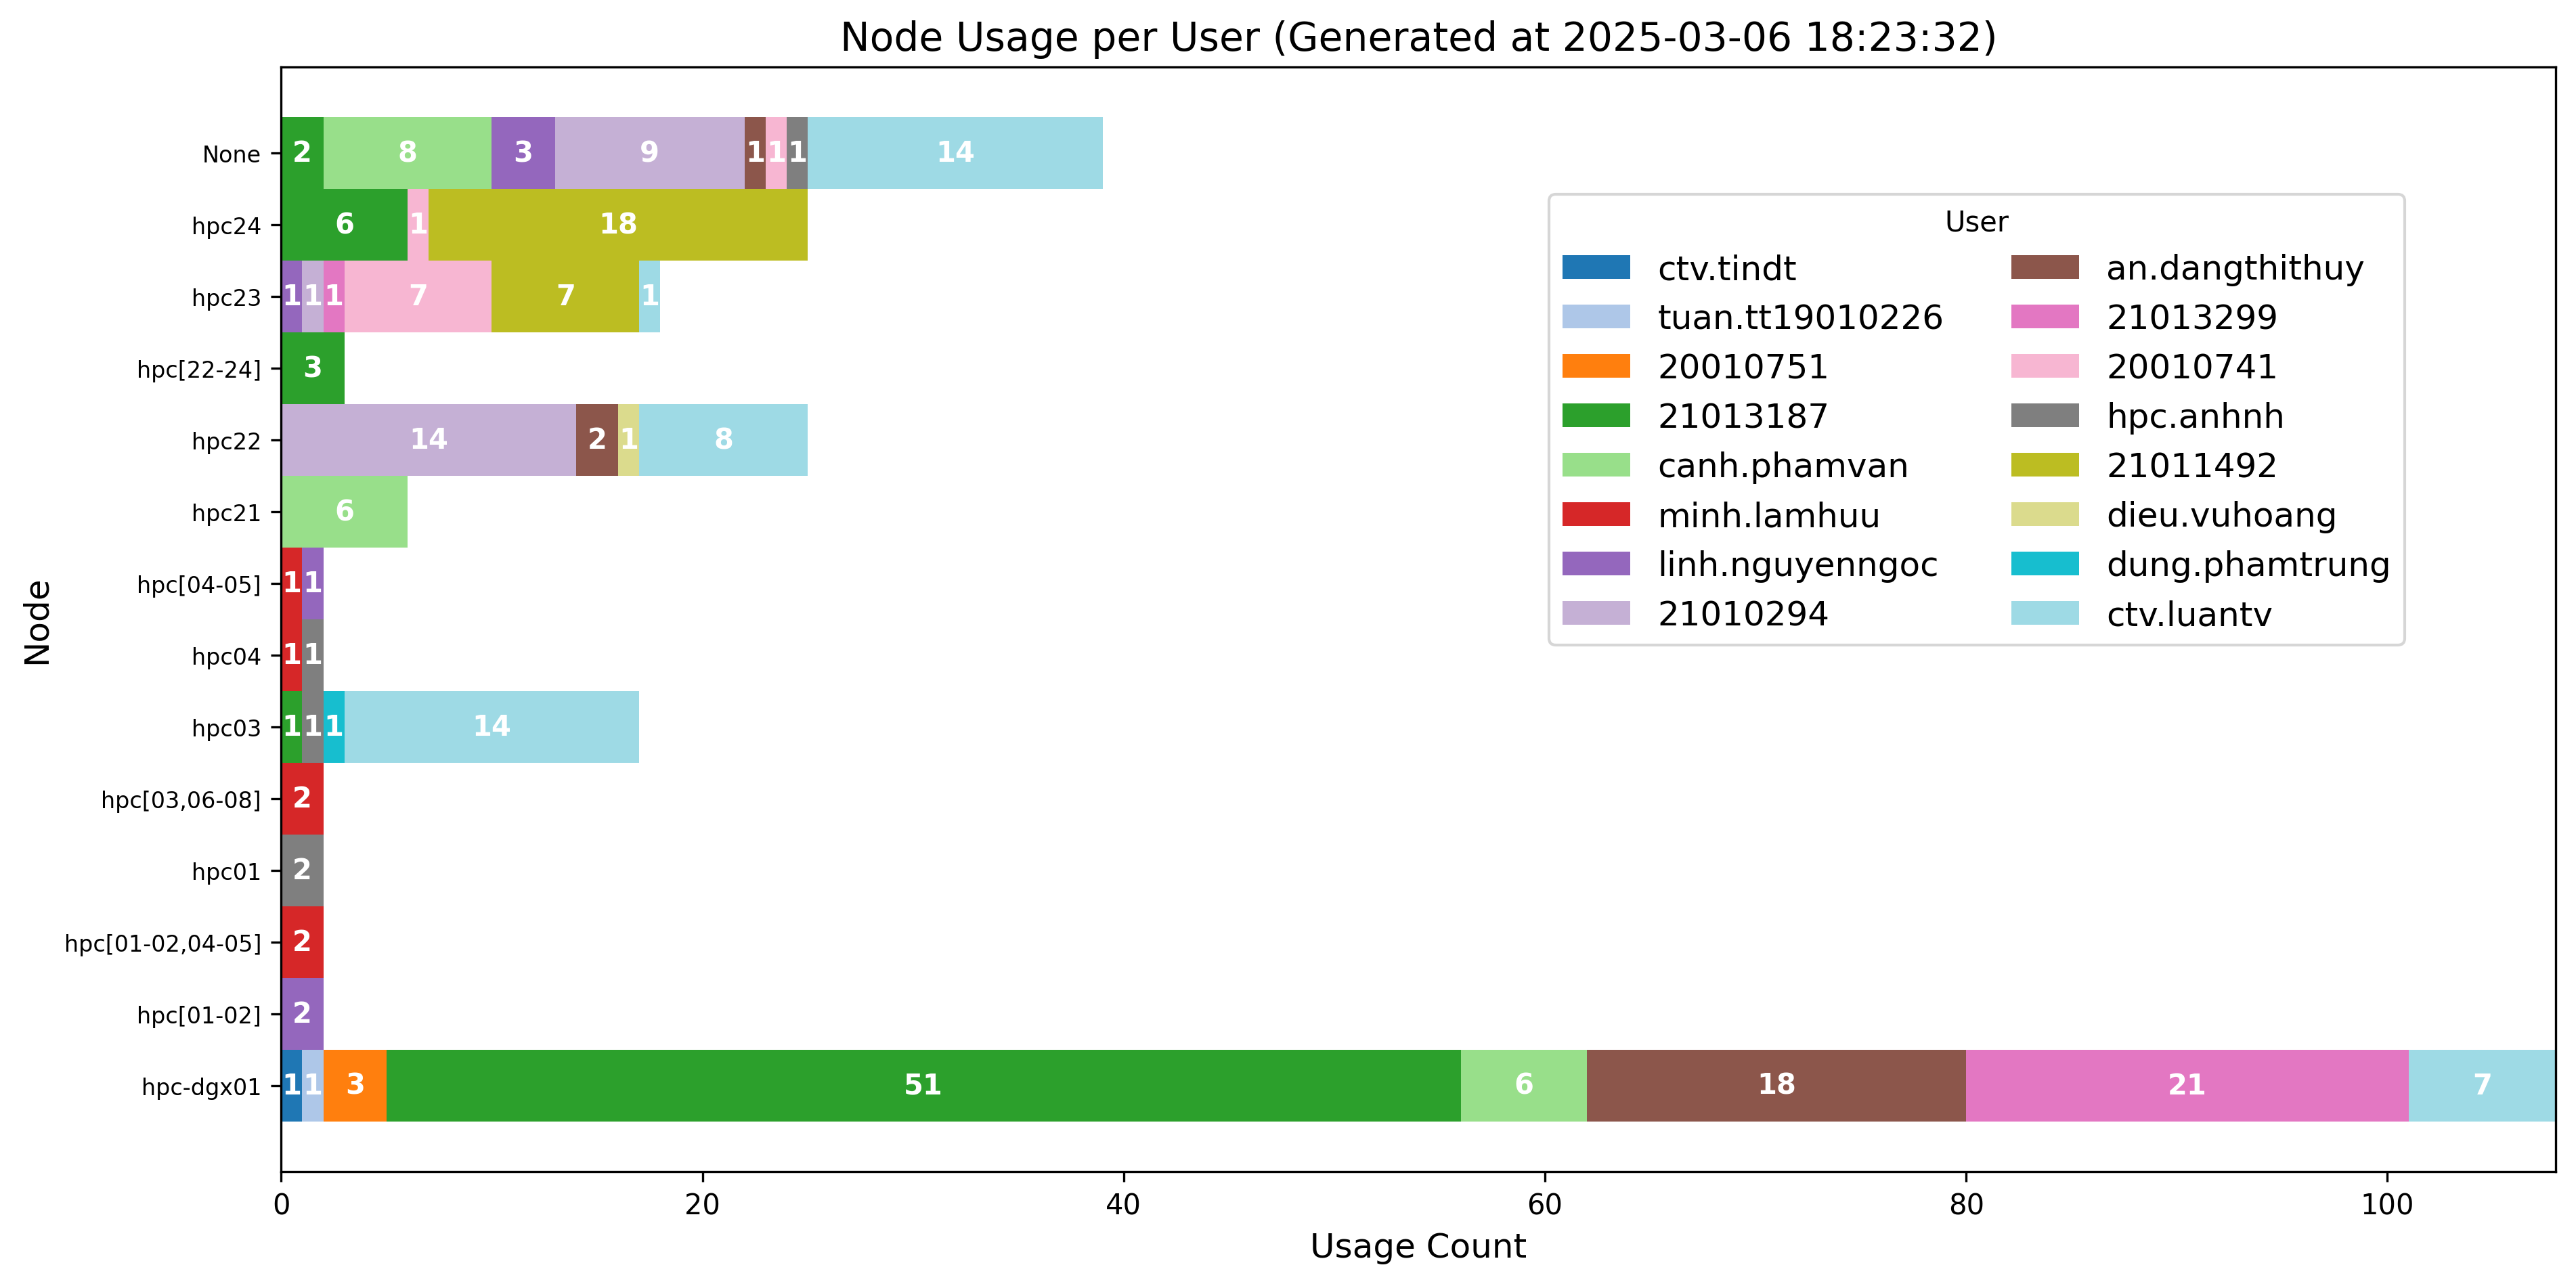 Node Usage per User (Generated at 2025-03-06 18:23:32)
Node
None
2 8 3 9 1 1 1 14
hpc24
6 1 18
hpc23
1 1 1 7 7 1
hpc[22-24]
3
hpc22
14 2 1 8
hpc21
6
hpc[04-05]
1 1
hpc04
1 1
hpc03
1 1 1 14
hpc[03,06-08]
2
hpc01
2
hpc[01-02,04-05]
2
hpc[01-02]
2
hpc-dgx01
1 1 3 51 6 18 21 7
0 20 40 60 80 100
Usage Count
User
ctv.tindt
tuan.tt19010226
20010751
21013187
canh.phamvan
minh.lamhuu
linh.nguyenngoc
21010294
an.dangthithuy
21013299
20010741
hpc.anhnh
21011492
dieu.vuhoang
dung.phamtrung
ctv.luantv